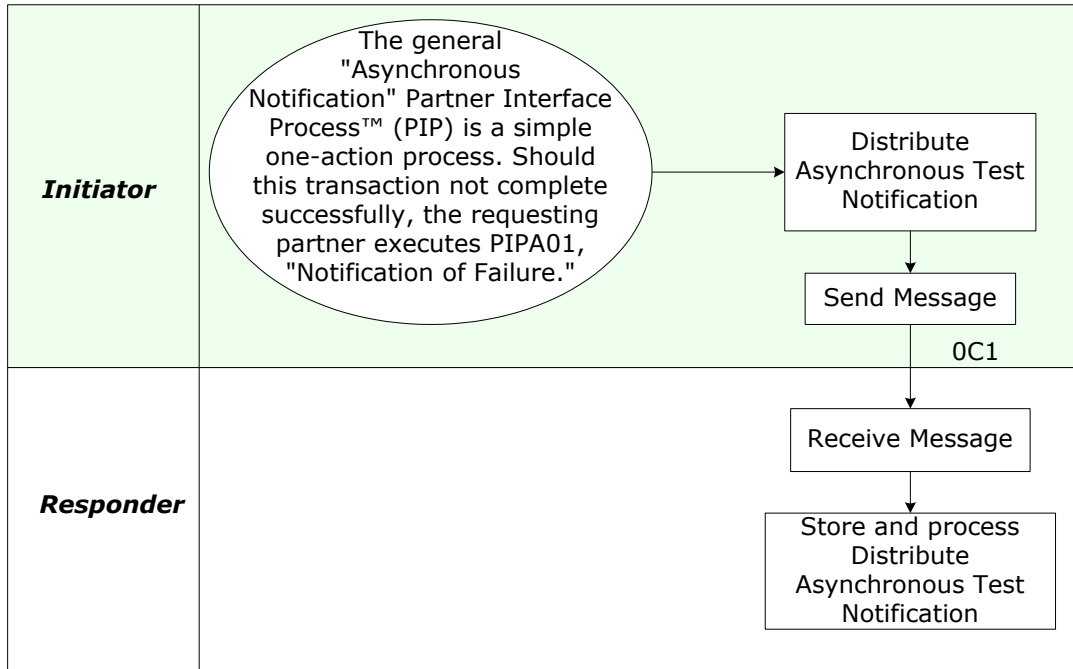 Initiator
The general
"Asynchronous
Notification" Partner Interface
Process™ (PIP) is a simple
one-action process. Should
this transaction not complete
successfully, the requesting
partner executes PIPA01,
"Notification of Failure."
Distribute
Asynchronous Test
Notification
Send Message
0C1
Responder
Receive Message
Store and process
Distribute
Asynchronous Test
Notification